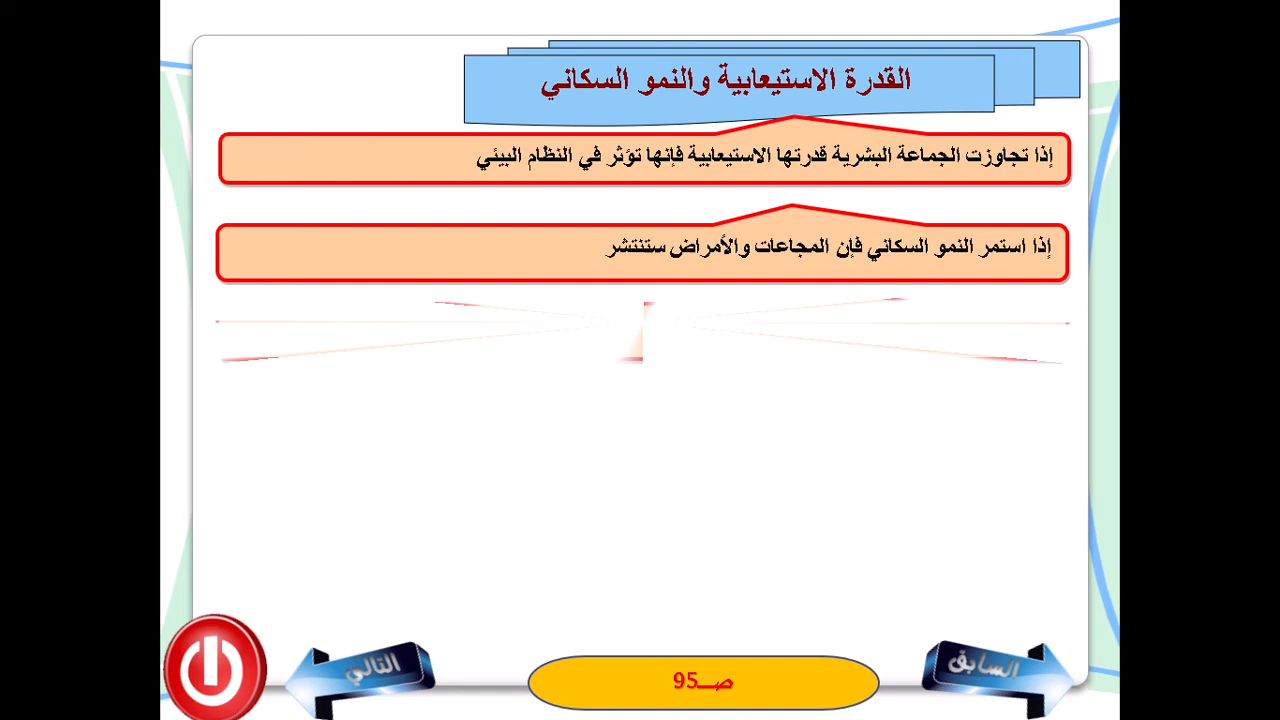 القدرة الاستيعابية والنمو السكاني
إذا تجاوزت الجماعة البشرية قدرتها الاستيعابية فإنها تؤثر في النظام البيئي
إذا استمر النمو السكاني فإن المجاعات والأمراض ستنتشر
السابق
صـ95
التالي